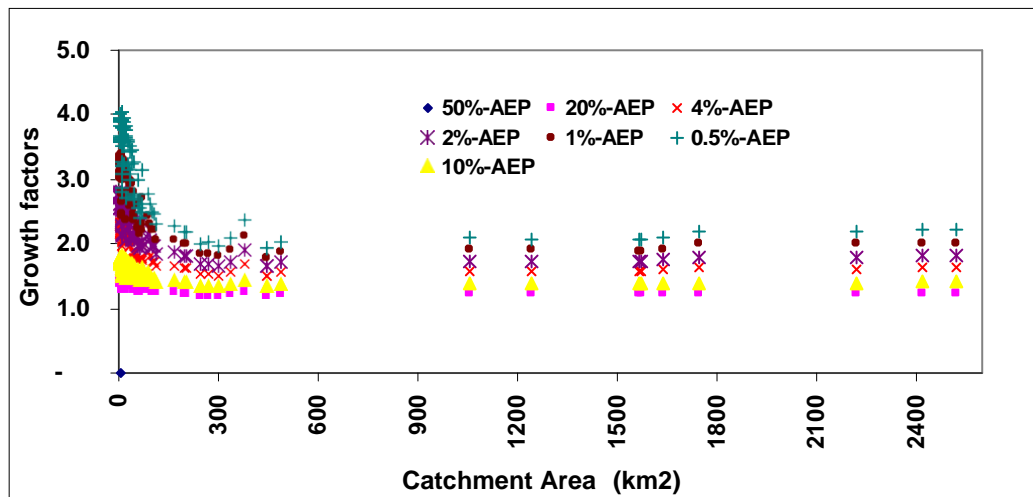 5.0
4.0
3.0
2.0
1.0
-
Growth factors
50%-AEP 20%-AEP 4%-AEP
2%-AEP 1%-AEP 0.5%-AEP
10%-AEP
0 300 600 900 1200 1500 1800 2100 2400
Catchment Area (km2)